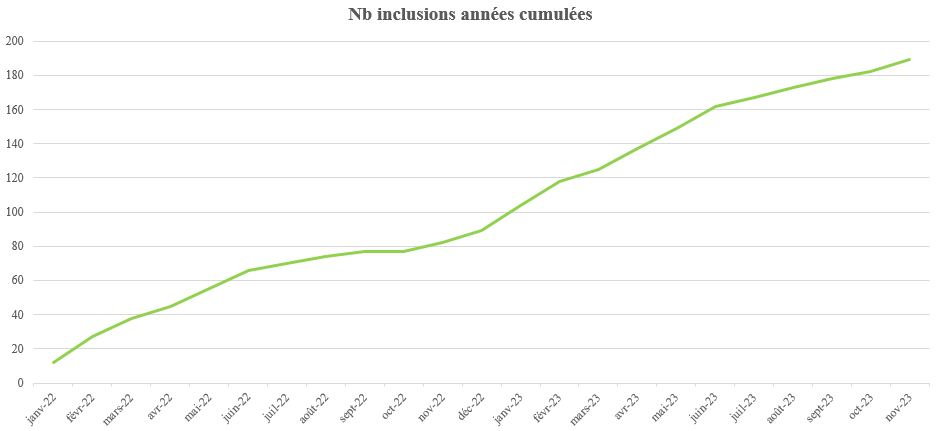 Nb inclusions années cumulées
200
180
160
140
120
100
80
60
40
20
0
janv-22
févr-22
mars-22
avr-22
mai-22
juin-22
juil-22
août-22
sept-22
oct-22
nov-22
déc-22
janv-23
févr-23
mars-23
avr-23
mai-23
juin-23
juil-23
août-23
sept-23
oct-23
nov-23